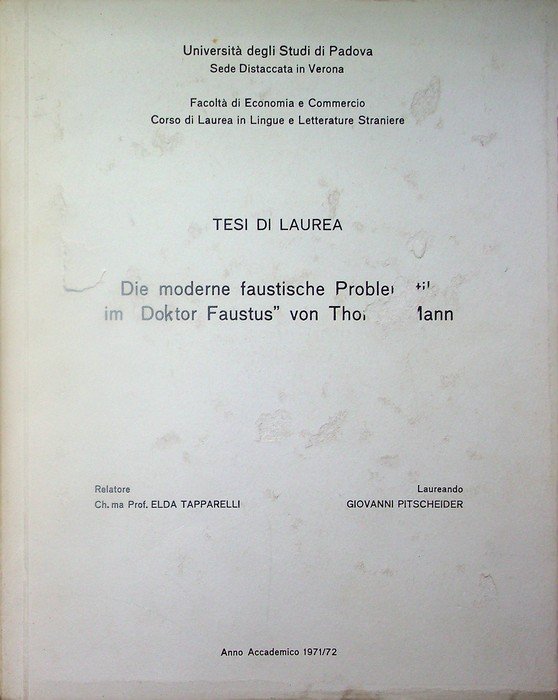 Università degli Studi di Padova
Sede Distaccata in Verona
Facoltà di Economia e Commercio
Corso di Laurea in Lingue e Letterature Straniere
TESI DI LAUREA
Die moderne faustische
im Doktor Faustus" von
Relatore
Ch.ma Prof. ELDA TAPPARELLI
Laureando
GIOVANNI PITSCHEIDER
Anno Accademico 1971/72